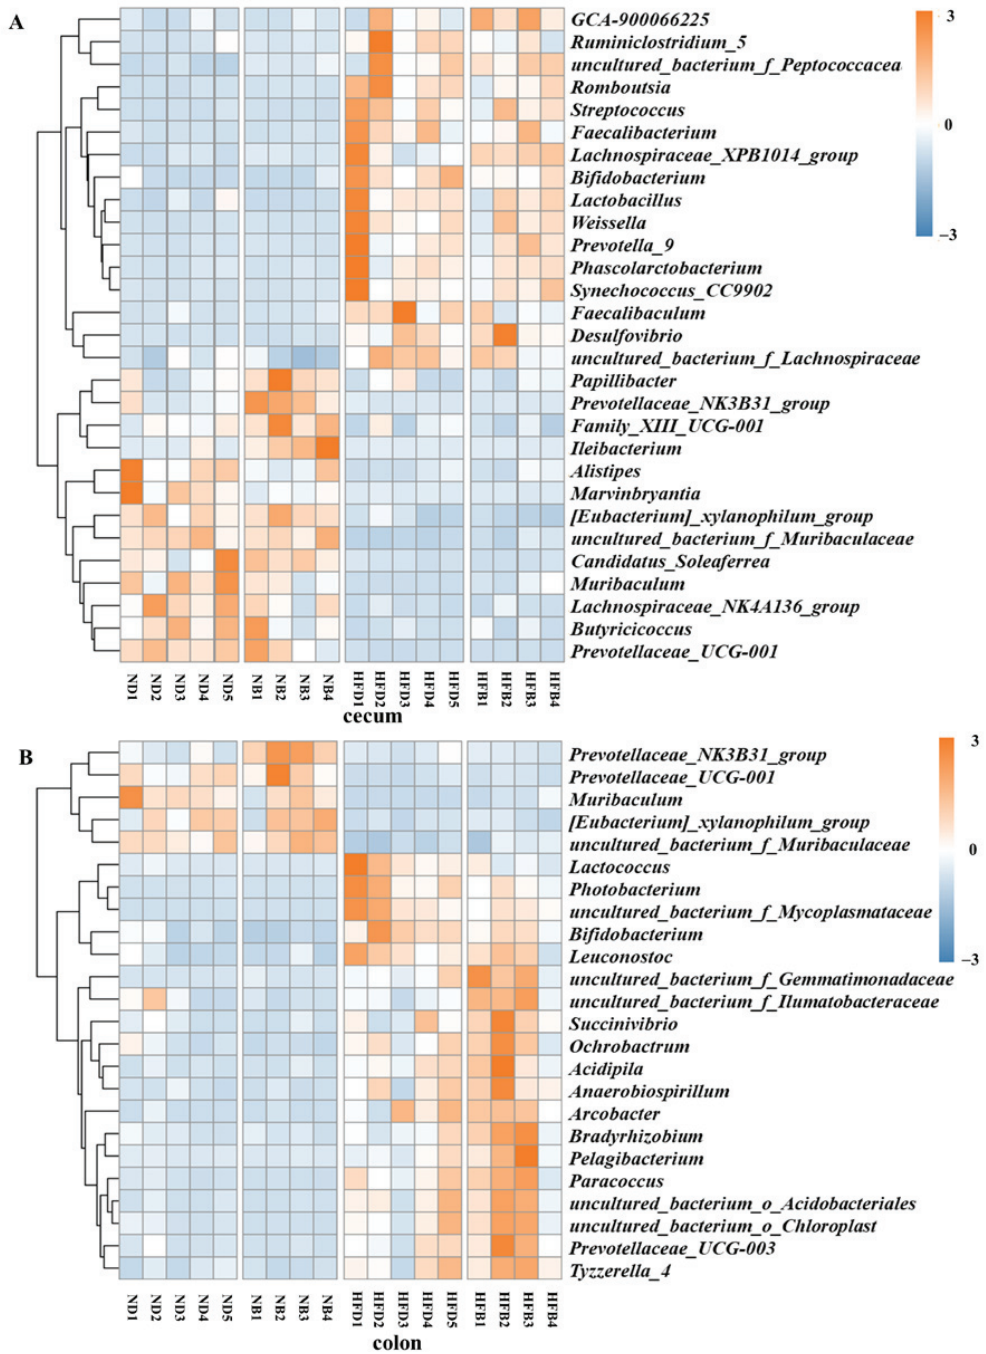 A
GCA-900066225
Ruminiclostridium_5
uncultured_bacterium_f_Peptococcacea
Romboutsia
Streptococcus
Faecalibacterium
Lachnospiraceae_XPB1014_group
Bifidobacterium
Lactobacillus
Weissella
Prevotella_9
Phascolarctobacterium
Synechococcus_CC9902
Faecalibaculum
Desulfovibrio
uncultured_bacterium_f_Lachnospiraceae
Papillibacter
Prevotellaceae_NK3B31_group
Family_XIII_UCG-001
Ileibacterium
Alistipes
Marvinbryantia
[Eubacterium]_xylanophilum_group
uncultured_bacterium_f_Muribaculaceae
Candidatus_Soleaferrea
Muribaculum
Lachnospiraceae_NK4A136_group
Butyricicoccus
Prevotellaceae_UCG-001
3
0
−3
ND1 ND2 ND3 ND4 ND5 NB1 NB2 NB3 NB4 HFD1 HFD2 HFD3 HFD4 HFD5 HFB1 HFB2 HFB3 HFB4
cecum
B
Prevotellaceae_NK3B31_group
Prevotellaceae_UCG-001
Muribaculum
[Eubacterium]_xylanophilum_group
uncultured_bacterium_f_Muribaculaceae
Lactococcus
Photobacterium
uncultured_bacterium_f_Mycoplasmataceae
Bifidobacterium
Leuconostoc
uncultured_bacterium_f_Gemmatimonadaceae
uncultured_bacterium_f_Ilumatobacteraceae
Succinivibrio
Ochrobactrum
Acidipila
Anaerobiospirillum
Arcobacter
Bradyrhizobium
Pelagibacterium
Paracoccus
uncultured_bacterium_o_Acidobacteriales
uncultured_bacterium_o_Chloroplast
Prevotellaceae_UCG-003
Tyzzerella_4
3
0
−3
ND1 ND2 ND3 ND4 ND5 NB1 NB2 NB3 NB4 HFD1 HFD2 HFD3 HFD4 HFD5 HFB1 HFB2 HFB3 HFB4
colon